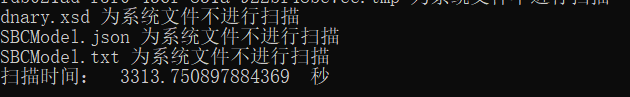 dnary.xsd 为系统文件不进行扫描
SBCModel.json 为系统文件不进行扫描
SBCModel.txt 为系统文件不进行扫描
扫描时间： 3313.750897884369 秒